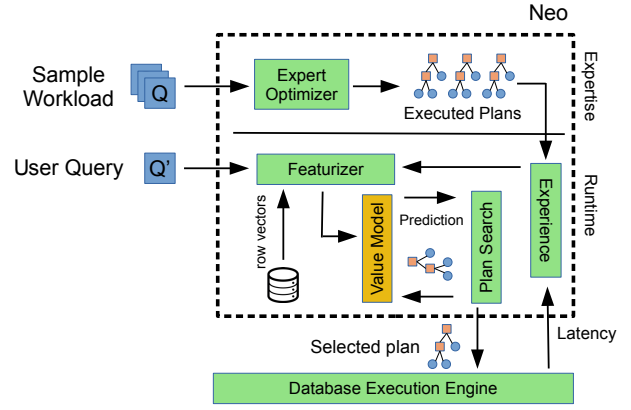 Neo
Sample
Workload
Q
Expert
Optimizer
Executed Plans
Expertise
User Query
Q'
Featurizer
Experience
Runtime
row vectors
Value Model
Prediction
Plan Search
Selected plan
Latency
Database Execution Engine